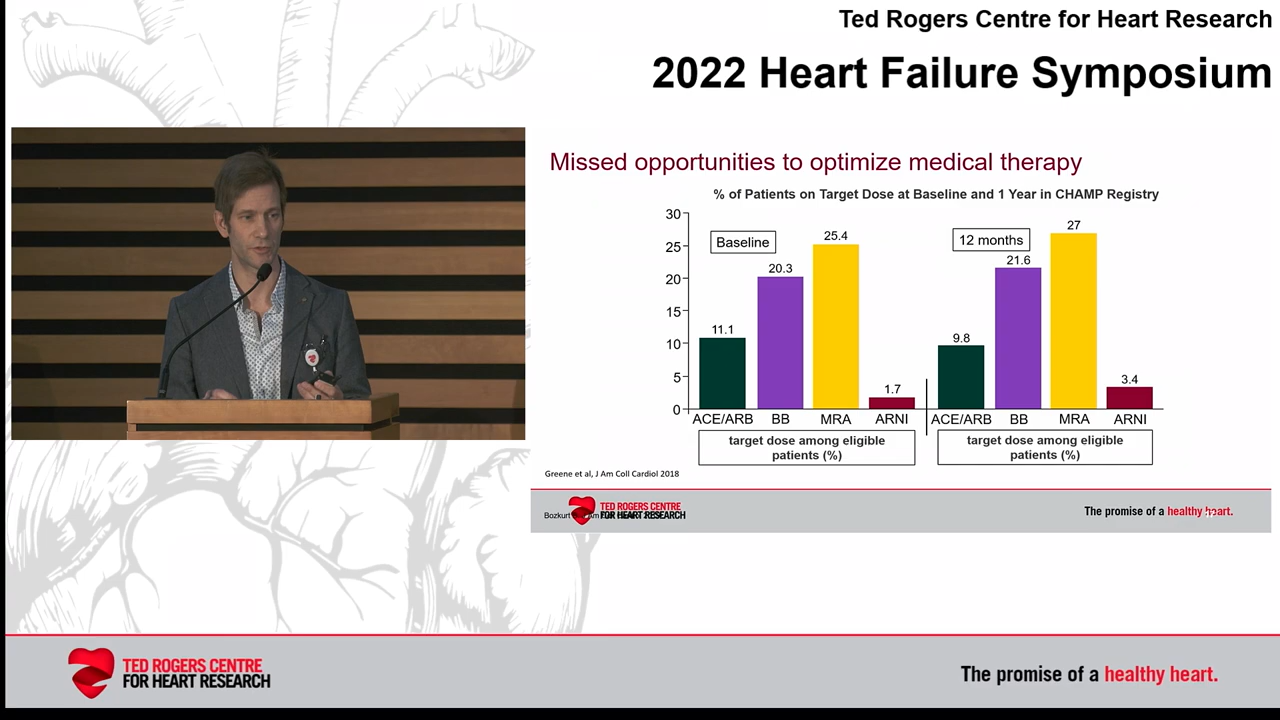 Ted Rogers Centre for Heart Research
2022 Heart Failure Symposium
Missed opportunities to optimize medical therapy
% of Patients on Target Dose at Baseline and 1 Year in CHAMP Registry
30
25
20
15
10
5
0
Baseline
11.1
20.3
25.4
1.7
ACE/ARB BB MRA ARNI
target dose among eligible
patients (%)
12 months
9.8
21.6
27
3.4
ACE/ARB BB MRA ARNI
target dose among eligible
patients (%)
Greene et al, J Am Coll Cardiol 2018
Bozkurt
TED ROGERS CENTRE
FOR HEART RESEARCH
The promise of a healthy heart.
TED ROGERS CENTRE
FOR HEART RESEARCH
The promise of a healthy heart.